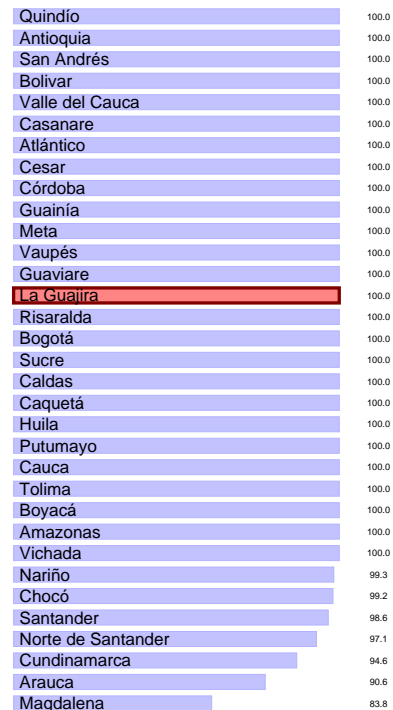 Quindío 100.0
Antioquia 100.0
San Andrés 100.0
Bolivar 100.0
Valle del Cauca 100.0
Casanare 100.0
Atlántico 100.0
Cesar 100.0
Córdoba 100.0
Guainía 100.0
Meta 100.0
Vaupés 100.0
Guaviare 100.0
La Guajira 100.0
Risaralda 100.0
Bogotá 100.0
Sucre 100.0
Caldas 100.0
Caquetá 100.0
Huila 100.0
Putumayo 100.0
Cauca 100.0
Tolima 100.0
Boyacá 100.0
Amazonas 100.0
Vichada 100.0
Nariño 99.3
Chocó 99.2
Santander 98.6
Norte de Santander 97.1
Cundinamarca 94.6
Arauca 90.6
Magdalena 83.8